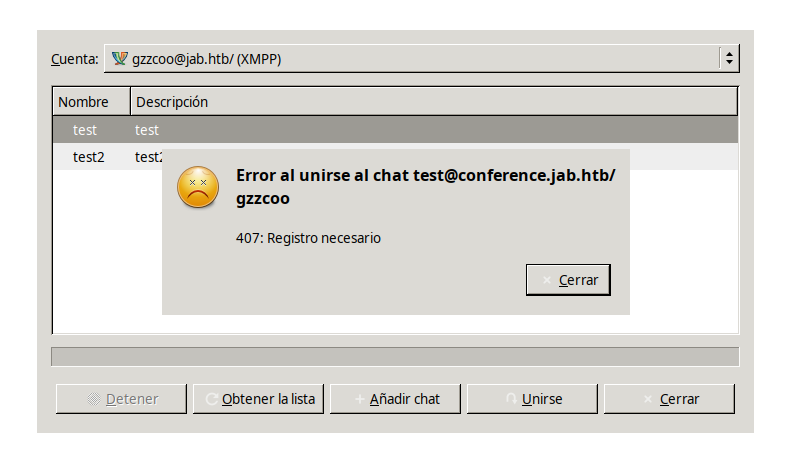 Cuenta: gzzcoo@jab.htb/ (XMPP)
Nombre Descripción
test test
test2 test2
Error al unirse al chat test@conference.jab.htb/
gzzcoo
407: Registro necesario
Cerrar
Detener Obtener la lista Añadir chat Unirse Cerrar